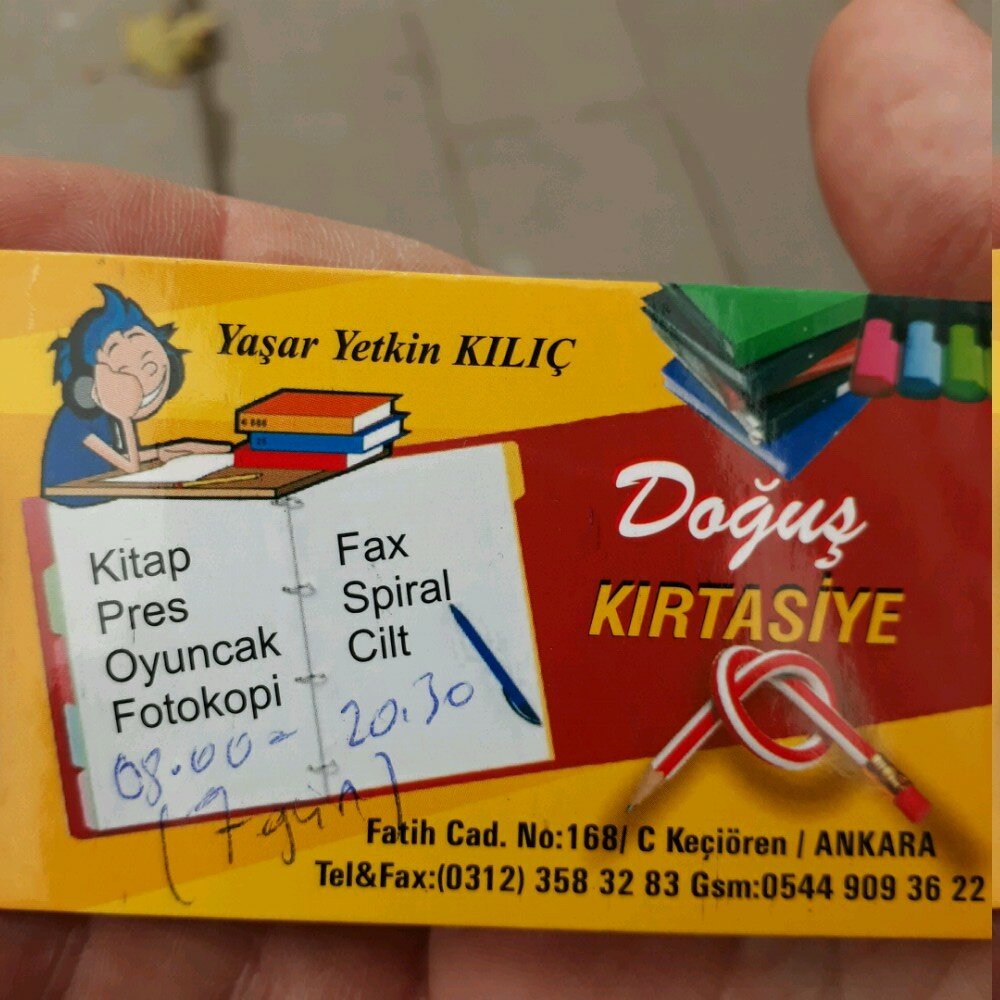 Yaşar Yetkin KILIÇ
Doğuş
KIRTASİYE
Kitap
Pres
Oyuncak
Fotokopi
Fax
Spiral
Cilt
08.00 - 20.30
(7 gün)
Fatih Cad. No:168/ C Keçiören / ANKARA
Tel&Fax:(0312) 358 32 83 Gsm:0544 909 36 22